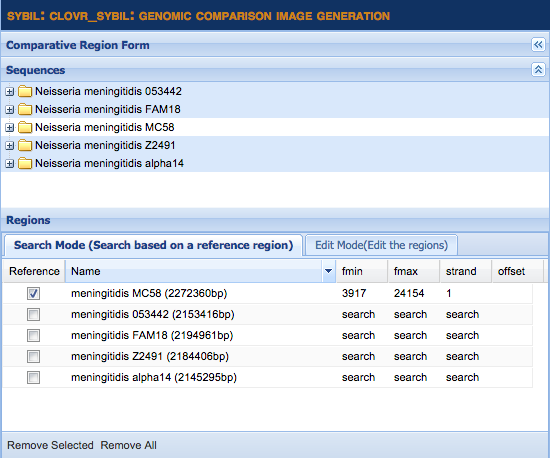 SYBIL: CLOVR_SYBIL: GENOMIC COMPARISON IMAGE GENERATION
Comparative Region Form
Sequences
Neisseria meningitidis 053442
Neisseria meningitidis FAM18
Neisseria meningitidis MC58
Neisseria meningitidis Z2491
Neisseria meningitidis alpha14
Regions
Search Mode (Search based on a reference region) Edit Mode(Edit the regions)
Reference Name fmin fmax strand offset
meningitidis MC58 (2272360bp) 3917 24154 1
meningitidis 053442 (2153416bp) search search search
meningitidis FAM18 (2194961bp) search search search
meningitidis Z2491 (2184406bp) search search search
meningitidis alpha14 (2145295bp) search search search
Remove Selected Remove All